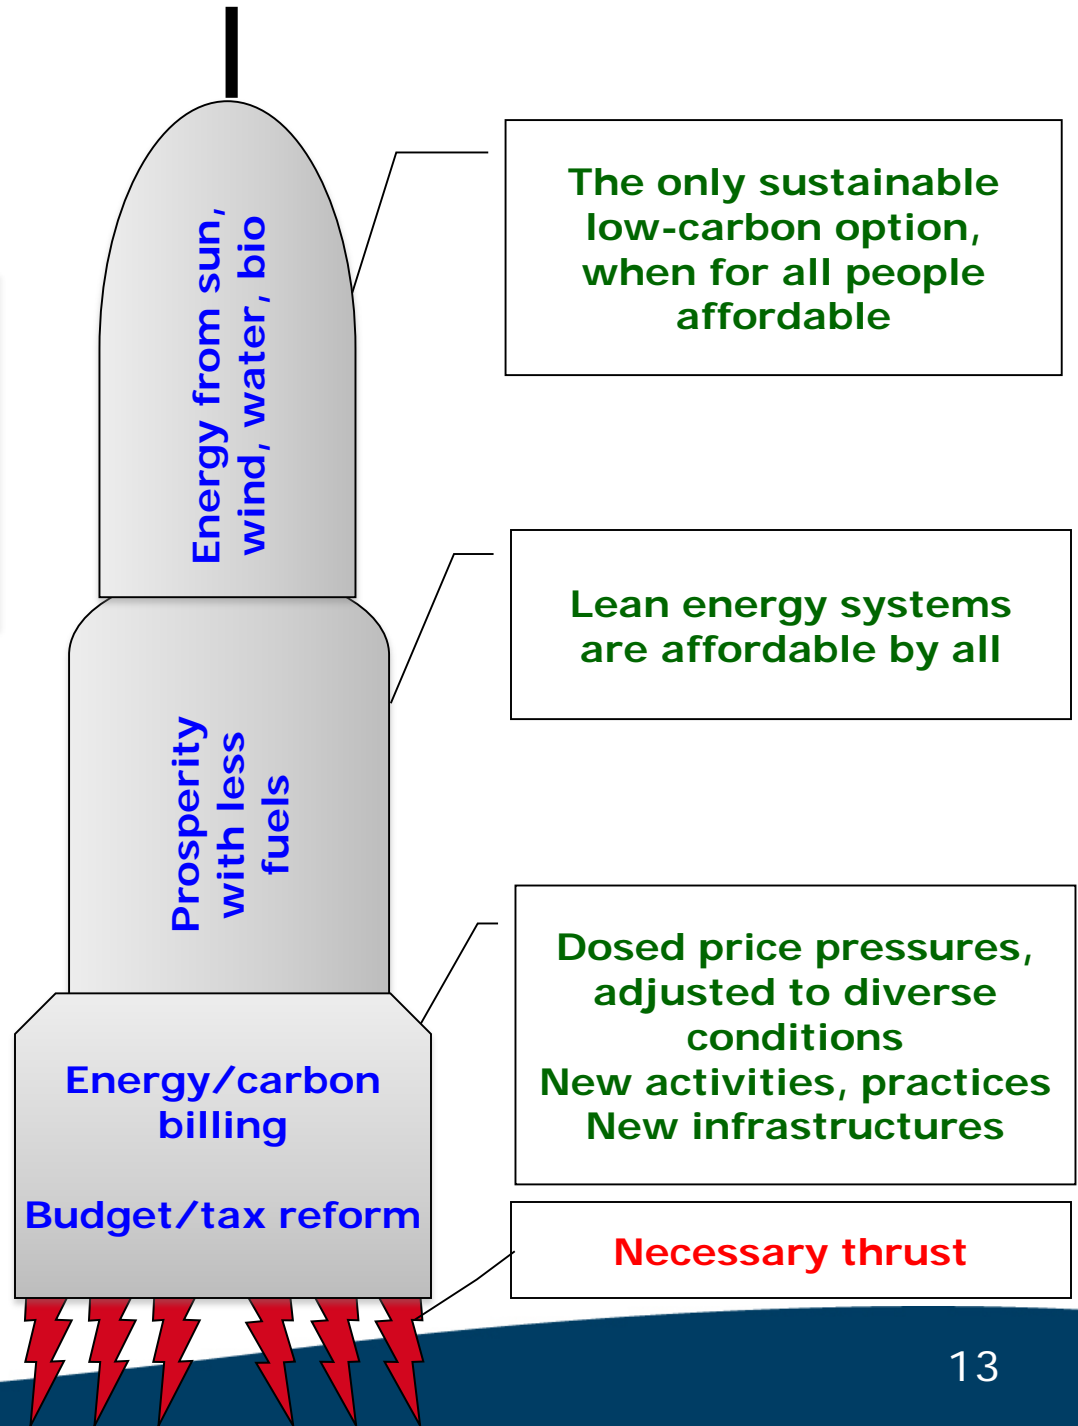 Energy from sun,
wind, water, bio
The only sustainable
low-carbon option,
when for all people
affordable
Prosperity
with less
fuels
Lean energy systems
are affordable by all
Energy/carbon
billing
Budget/tax reform
Dosed price pressures,
adjusted to diverse
conditions
New activities, practices
New infrastructures
Necessary thrust
13